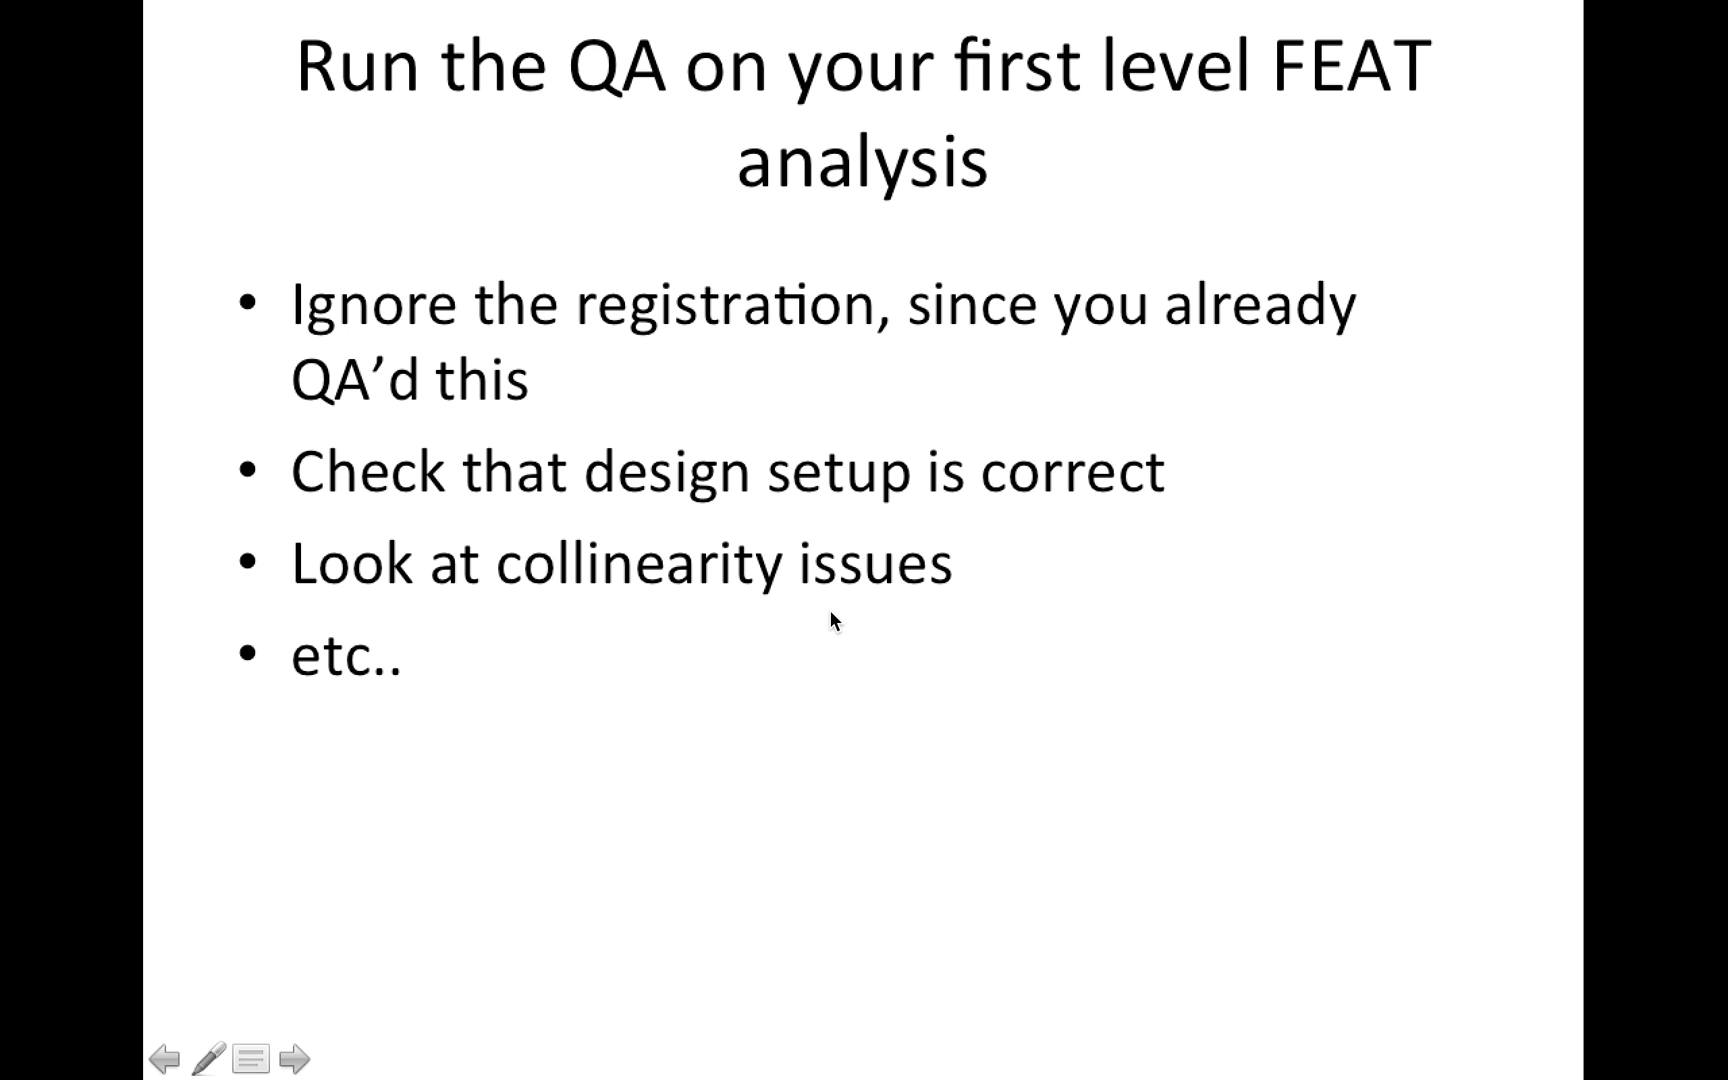 Run the QA on your first level FEAT
analysis
• Ignore the registration, since you already
QA’d this
• Check that design setup is correct
• Look at collinearity issues
• etc..